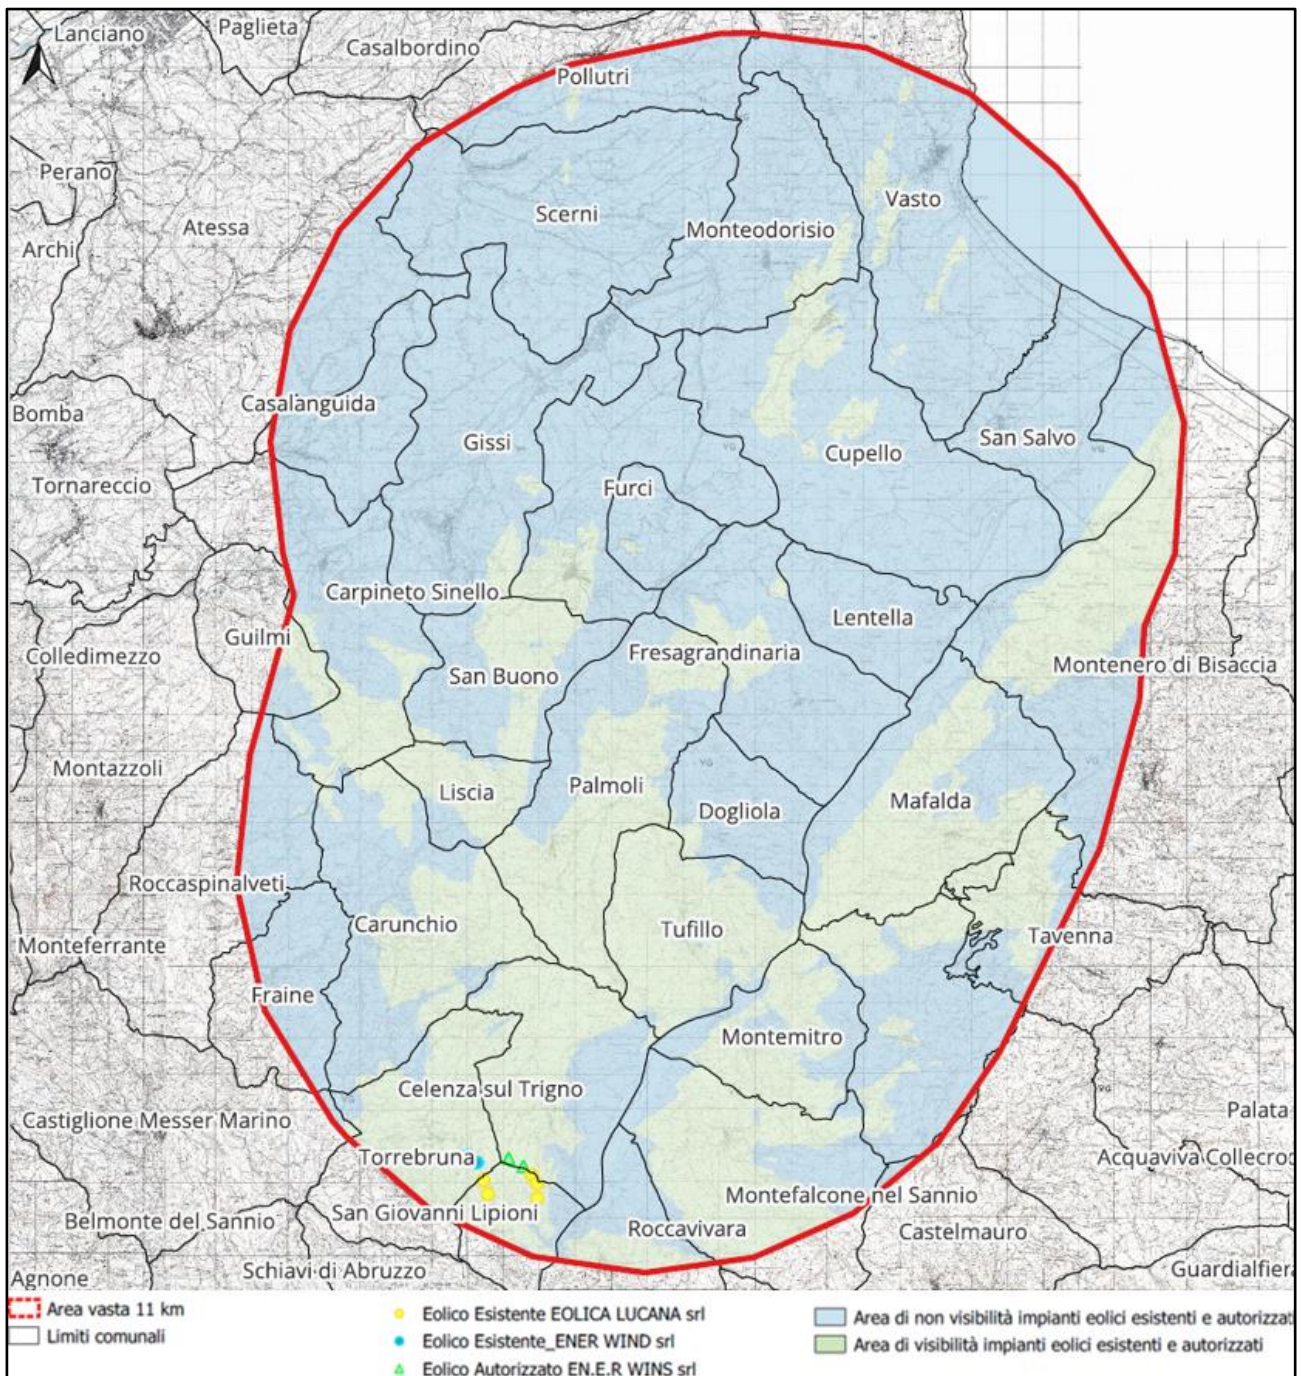 Lanciano
Paglieta
Casalbordino
Pollutri
Perano
Atessa
Scerni
Vasto
Monteodorisio
Archi
Bomba
Casalanguida
Gissi
San Salvo
Cupello
Tornareccio
Furci
Carpineto Sinello
Lentella
Guilmi
Fresagrandinaria
Colledimezzo
San Buono
Montenero di Bisaccia
Montazzoli
Liscia
Palmoli
Mafalda
Dogliola
Roccaspinalveti
Carunchio
Tufillo
Tavenna
Monteferrante
Fraine
Montemitro
Celenza sul Trigno
Castiglione Messer Marino
Palata
Torrebruna
Acquaviva Collecroc
Montefalcone nel Sannio
San Giovanni Lipioni
Belmonte del Sannio
Roccavivara
Castelmauro
Schiavi di Abruzzo
Agnone
Guardialfier
Area vasta 11 km
Limiti comunali
Eolico Esistente EOLICA LUCANA srl
Eolico Esistente_ENER WIND srl
Eolico Autorizzato EN.E.R WINS srl
Area di non visibilità impianti eolici esistenti e autorizzati
Area di visibilità impianti eolici esistenti e autorizzati